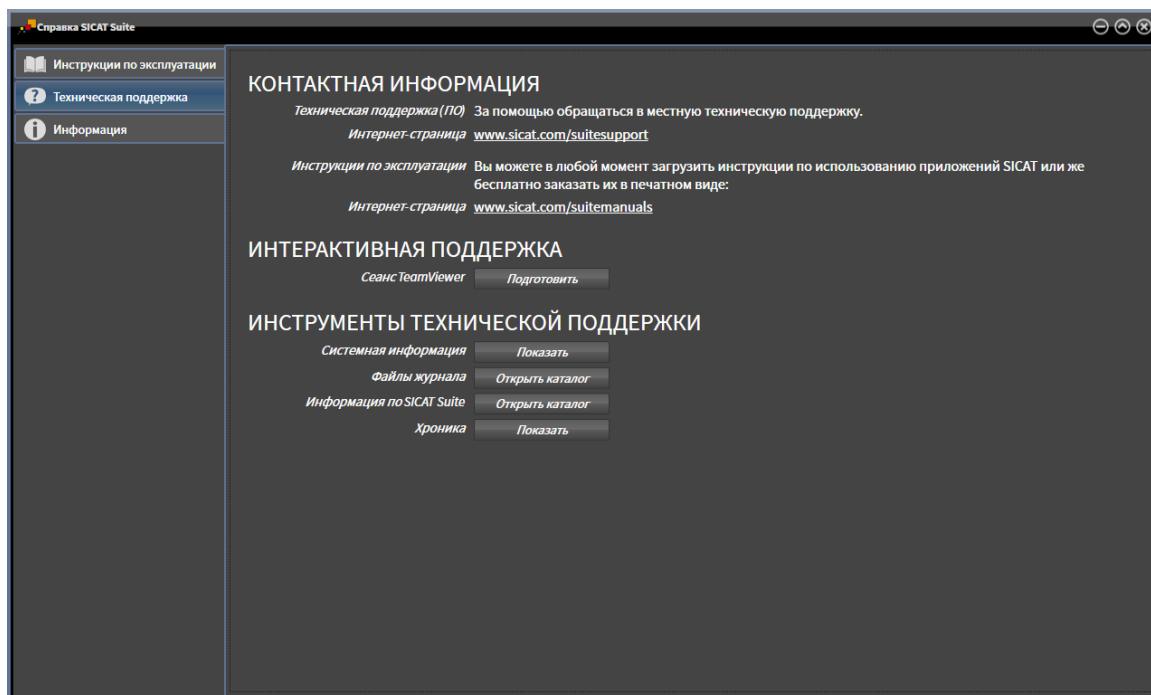 Справка SICAT Suite
Инструкции по эксплуатации
Техническая поддержка
Информация
КОНТАКТНАЯ ИНФОРМАЦИЯ
Техническая поддержка (ПО) За помощью обращаться в местную техническую поддержку.
Интернет-страница www.sicat.com/suitesupport
Инструкции по эксплуатации Вы можете в любой момент загрузить инструкции по использованию приложений SICAT или же
бесплатно заказать их в печатном виде:
Интернет-страница www.sicat.com/suitemanuals
ИНТЕРАКТИВНАЯ ПОДДЕРЖКА
Сеанс TeamViewer Подготовить
ИНСТРУМЕНТЫ ТЕХНИЧЕСКОЙ ПОДДЕРЖКИ
Системная информация Показать
Файлы журнала Открыть каталог
Информация по SICAT Suite Открыть каталог
Хроника Показать